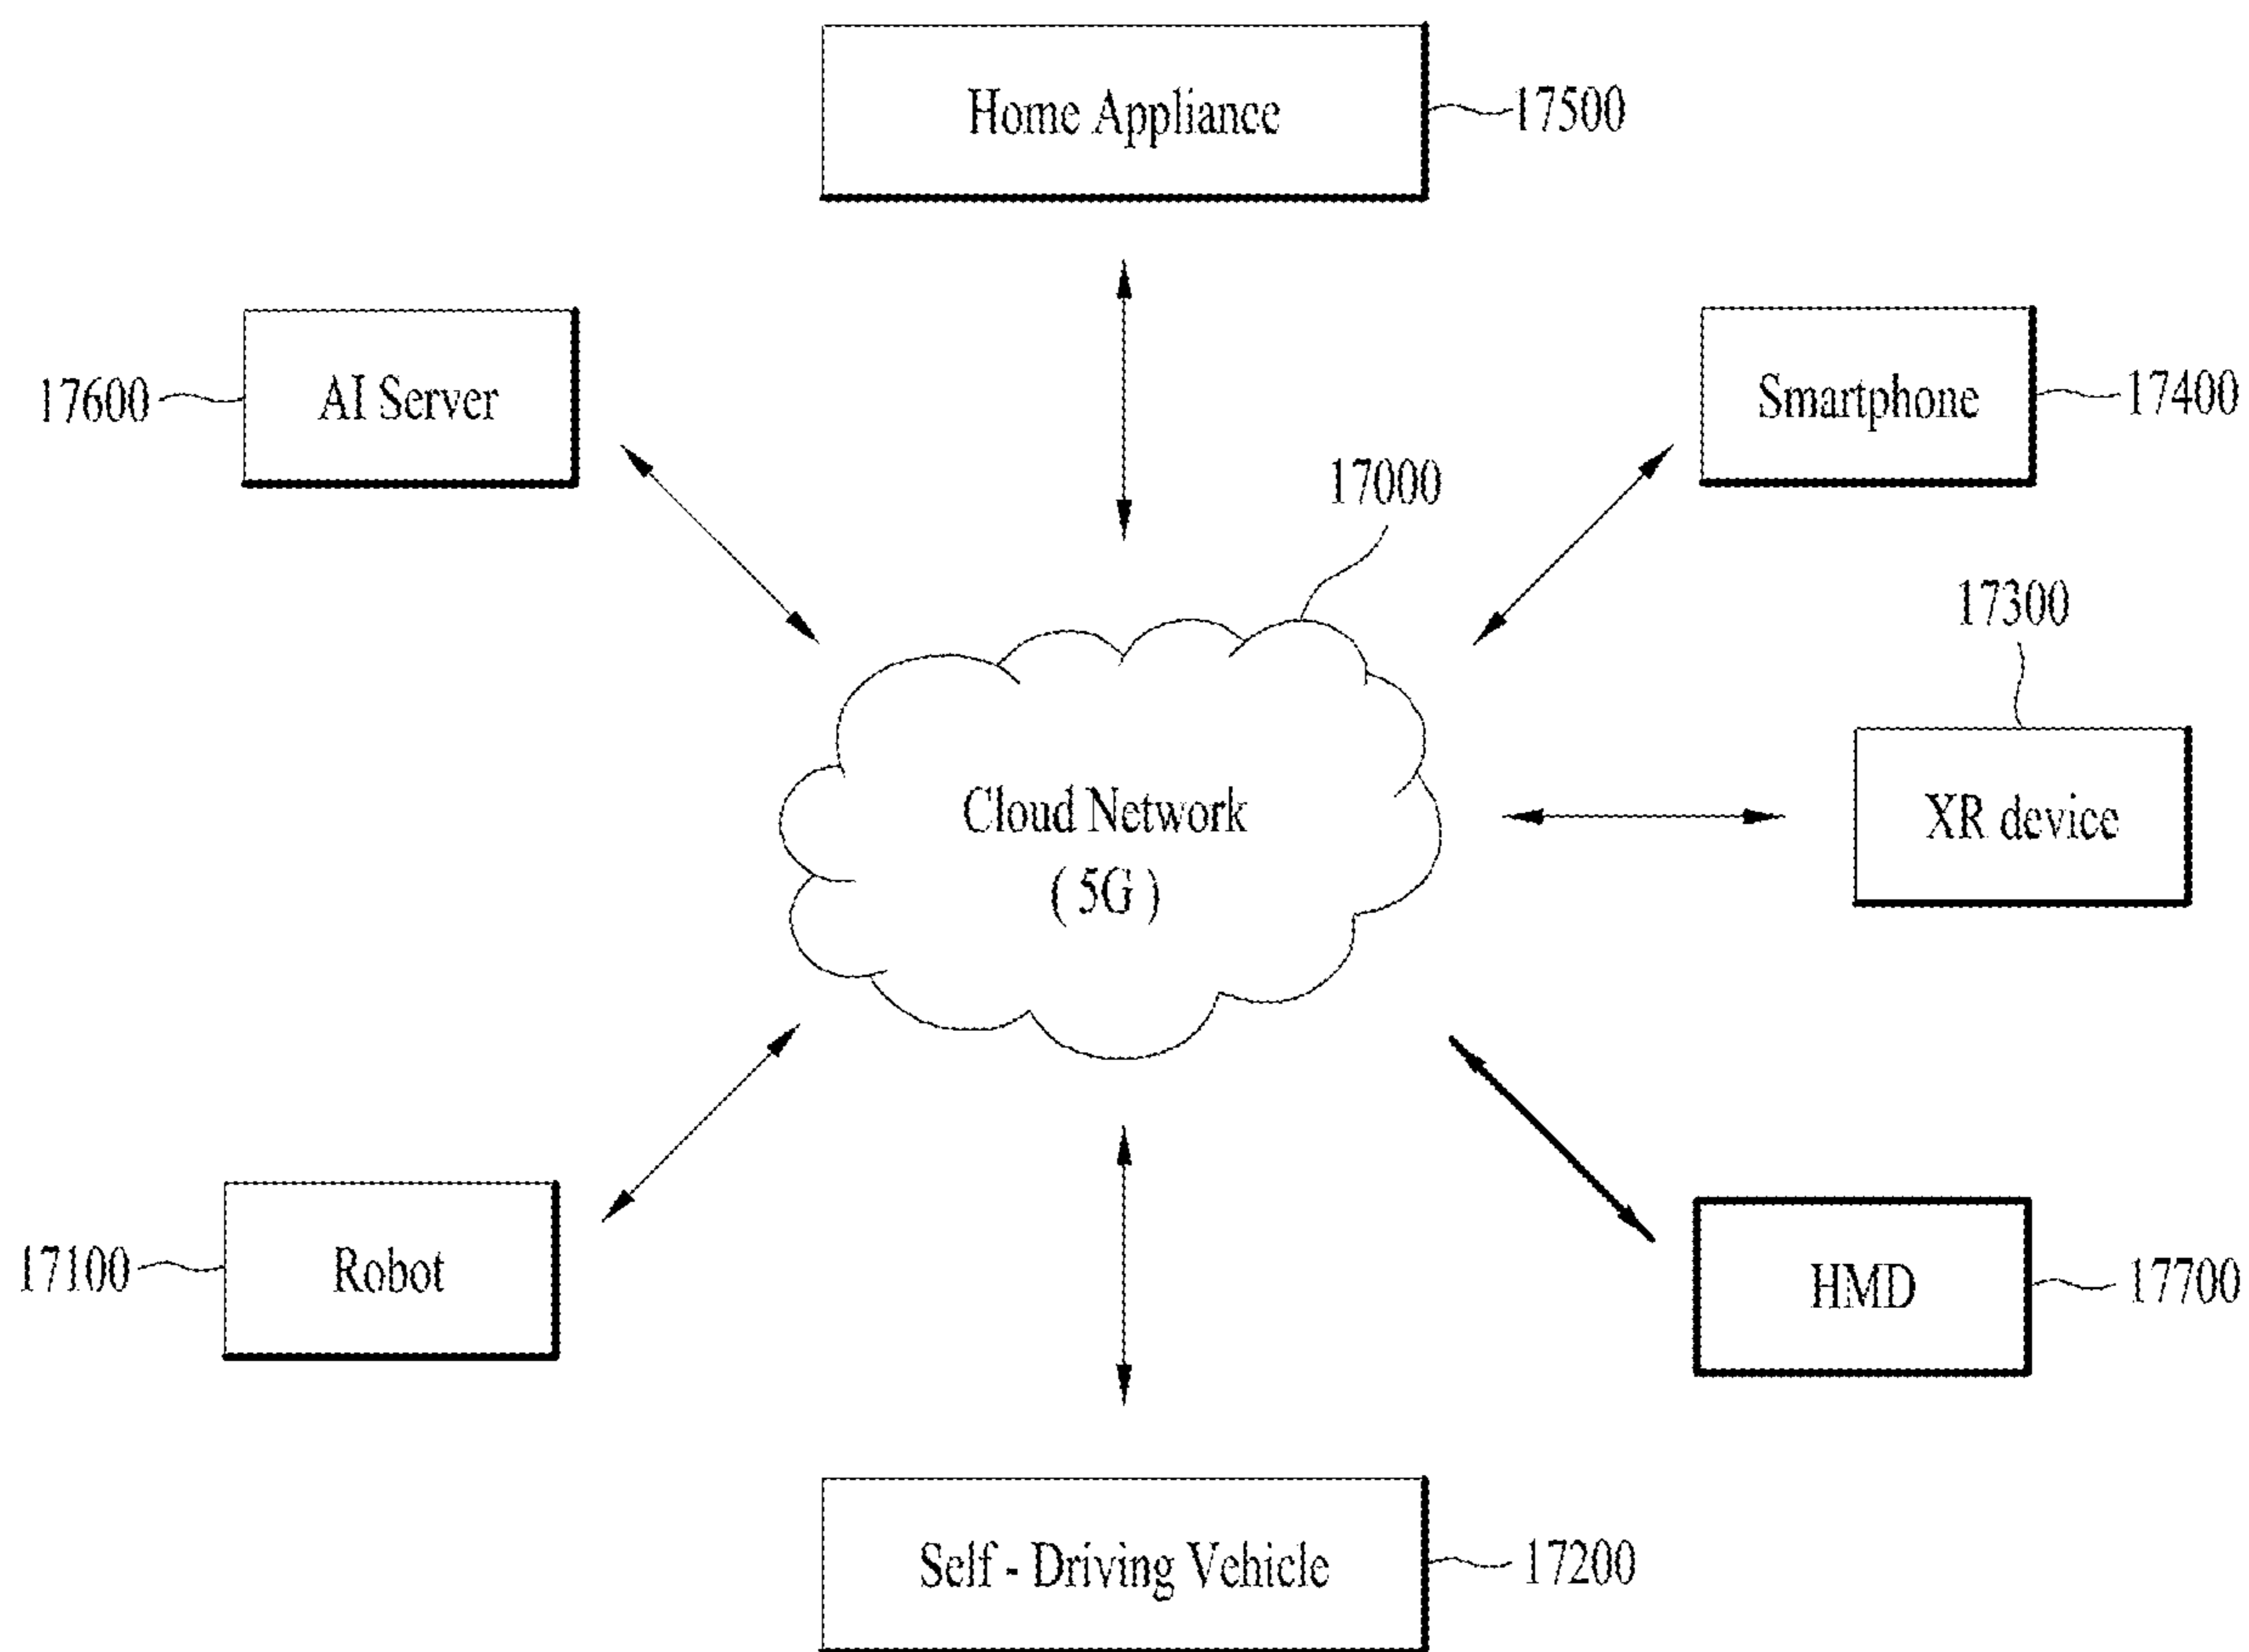 Home Appliance
17500
17600
AI Server
Smartphone
17400
17000
17300
Cloud Network
( 5G )
XR device
17100
Robot
HMD
17700
Self - Driving Vehicle
17200